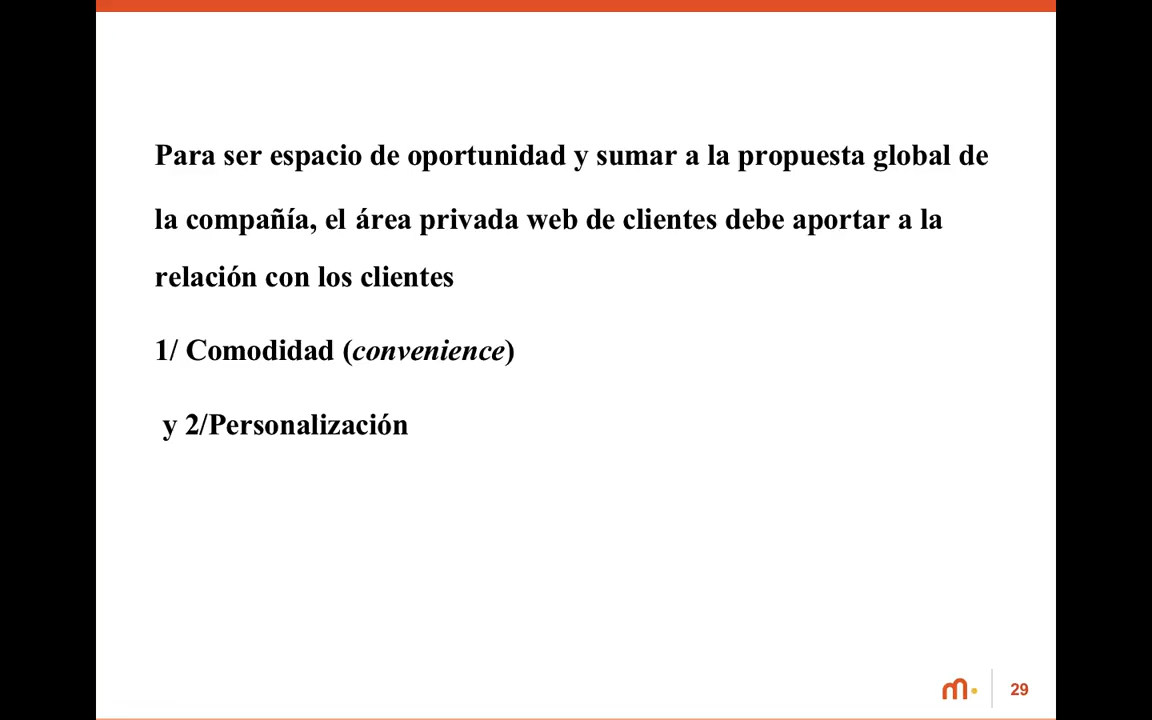 Para ser espacio de oportunidad y sumar a la propuesta global de
la compañía, el área privada web de clientes debe aportar a la
relación con los clientes
1/ Comodidad (convenience)
y 2/Personalización
29